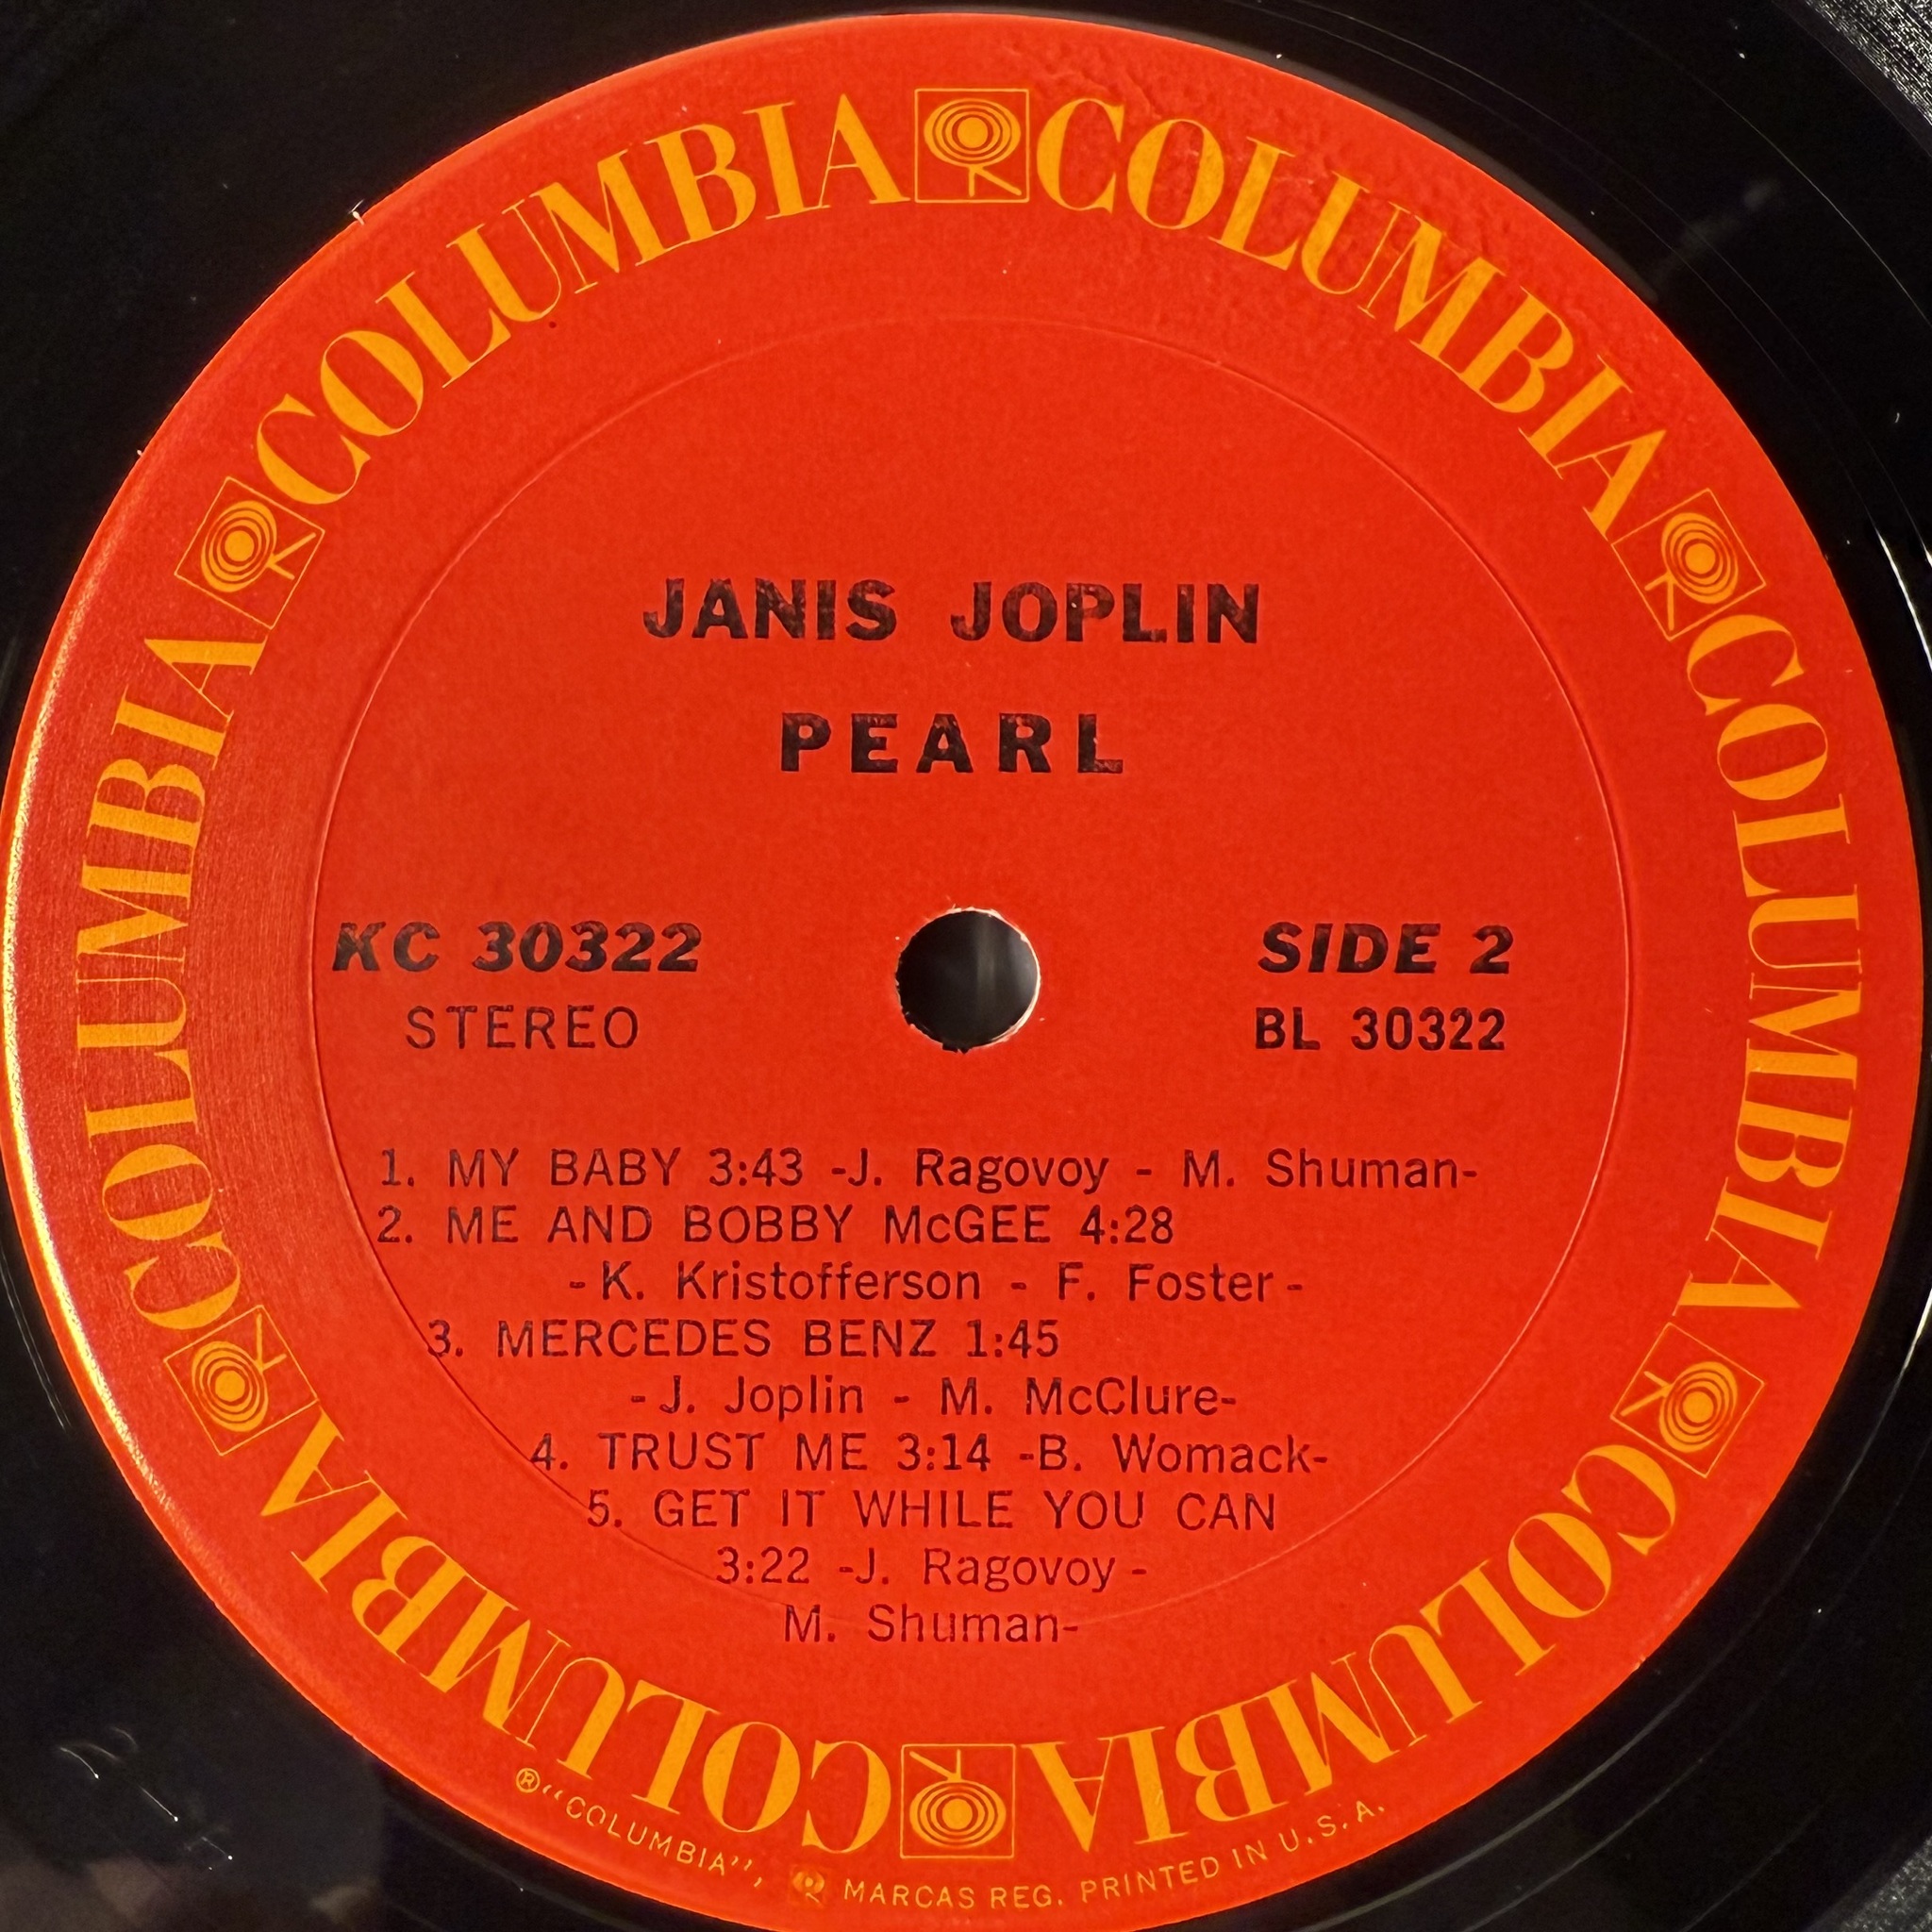 COLUMBIA COLUMBIA COLUMBIA COLUMBIA COLUMBIA COLUMBIA
JANIS JOPLIN
PEARL
KC 30322
STEREO
SIDE 2
BL 30322
1. MY BABY 3:43 -J. Ragovoy - M. Shuman-
2. ME AND BOBBY McGEE 4:28
-K. Kristofferson - F. Foster-
3. MERCEDES BENZ 1:45
-J. Joplin - M. McClure-
4. TRUST ME 3:14 -B. Womack-
5. GET IT WHILE YOU CAN
3:22 -J. Ragovoy -
M. Shuman-
®"COLUMBIA", MARCAS REG. PRINTED IN U.S.A.